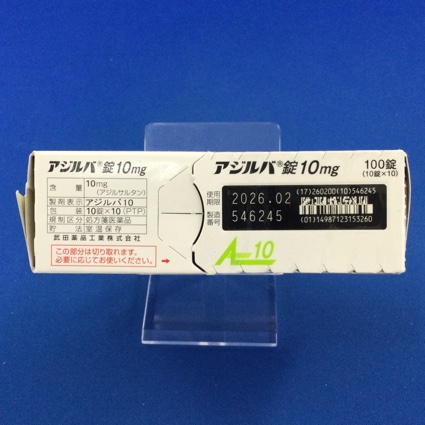 アジルバ®錠10mg
含 量 10mg
(アジルサルタン)
製剤表示 アジルバ10
包 装 10錠×10(PTP)
規制区分 処方箋医薬品
貯 法 室温保存
武田薬品工業株式会社
この部分は切り取れます。
必要に応じてお使いください。→
アジルバ®錠10mg
100錠
(10錠×10)
使用
期限 2026.02
製造
番号 546245
(17)260200(10)546245
(01)14987123153260
A-10